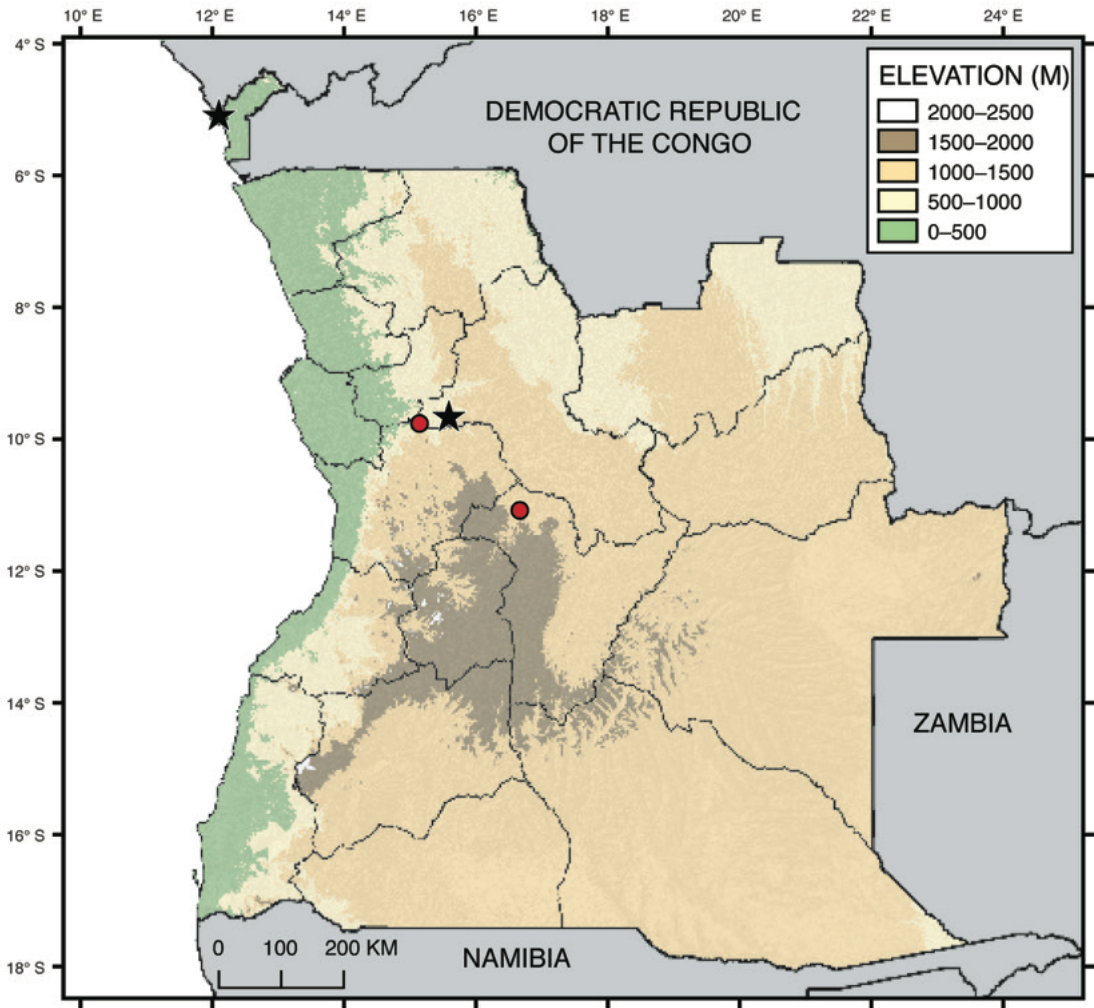 10° E 12° E 14° E 16° E 18° E 20° E 22° E 24° E
4° S
6° S
8° S
10° S
12° S
14° S
16° S
18° S
ELEVATION (M)
2000–2500
1500–2000
1000–1500
500–1000
0–500
DEMOCRATIC REPUBLIC
OF THE CONGO
ZAMBIA
NAMIBIA
0 100 200 KM